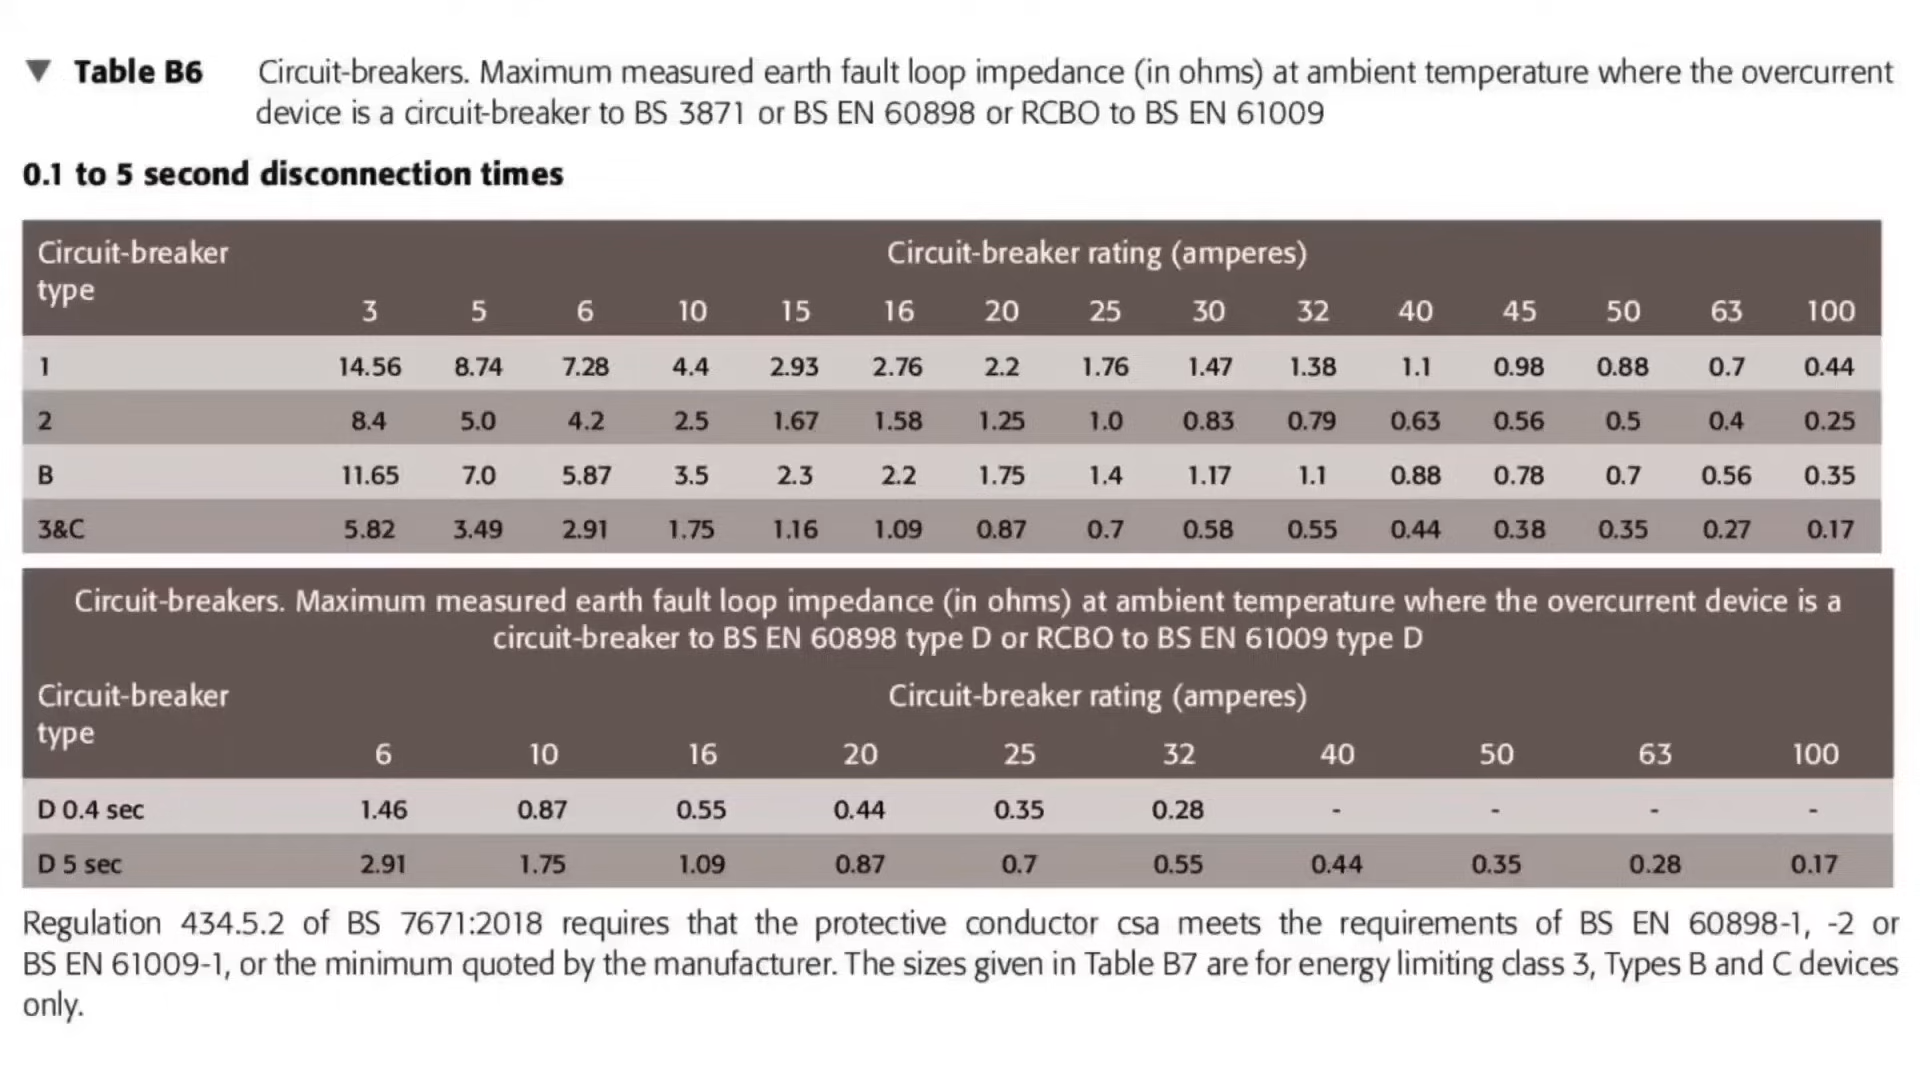 ▼ Table B6 Circuit-breakers. Maximum measured earth fault loop impedance (in ohms) at ambient temperature where the overcurrent
device is a circuit-breaker to BS 3871 or BS EN 60898 or RCBO to BS EN 61009
0.1 to 5 second disconnection times
Circuit-breaker type Circuit-breaker rating (amperes)
3 5 6 10 15 16 20 25 30 32 40 45 50 63 100
1 14.56 8.74 7.28 4.4 2.93 2.76 2.2 1.76 1.47 1.38 1.1 0.98 0.88 0.7 0.44
2 8.4 5.0 4.2 2.5 1.67 1.58 1.25 1.0 0.83 0.79 0.63 0.56 0.5 0.4 0.25
B 11.65 7.0 5.87 3.5 2.3 2.2 1.75 1.4 1.17 1.1 0.88 0.78 0.7 0.56 0.35
3&C 5.82 3.49 2.91 1.75 1.16 1.09 0.87 0.7 0.58 0.55 0.44 0.38 0.35 0.27 0.17
Circuit-breakers. Maximum measured earth fault loop impedance (in ohms) at ambient temperature where the overcurrent device is a
circuit-breaker to BS EN 60898 type D or RCBO to BS EN 61009 type D
Circuit-breaker type Circuit-breaker rating (amperes)
6 10 16 20 25 32 40 50 63 100
D 0.4 sec 1.46 0.87 0.55 0.44 0.35 0.28 - - - -
D 5 sec 2.91 1.75 1.09 0.87 0.7 0.55 0.44 0.35 0.28 0.17
Regulation 434.5.2 of BS 7671:2018 requires that the protective conductor csa meets the requirements of BS EN 60898-1, -2 or
BS EN 61009-1, or the minimum quoted by the manufacturer. The sizes given in Table B7 are for energy limiting class 3, Types B and C devices
only.